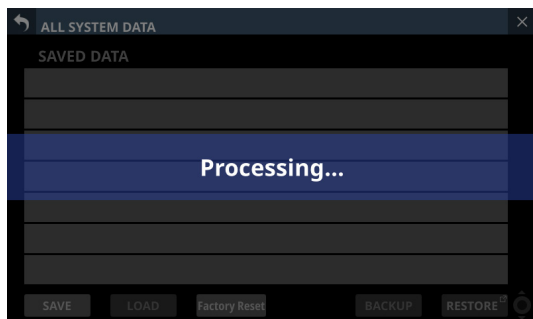 ALL SYSTEM DATA
SAVED DATA
Processing...
SAVE LOAD Factory Reset BACKUP RESTORE